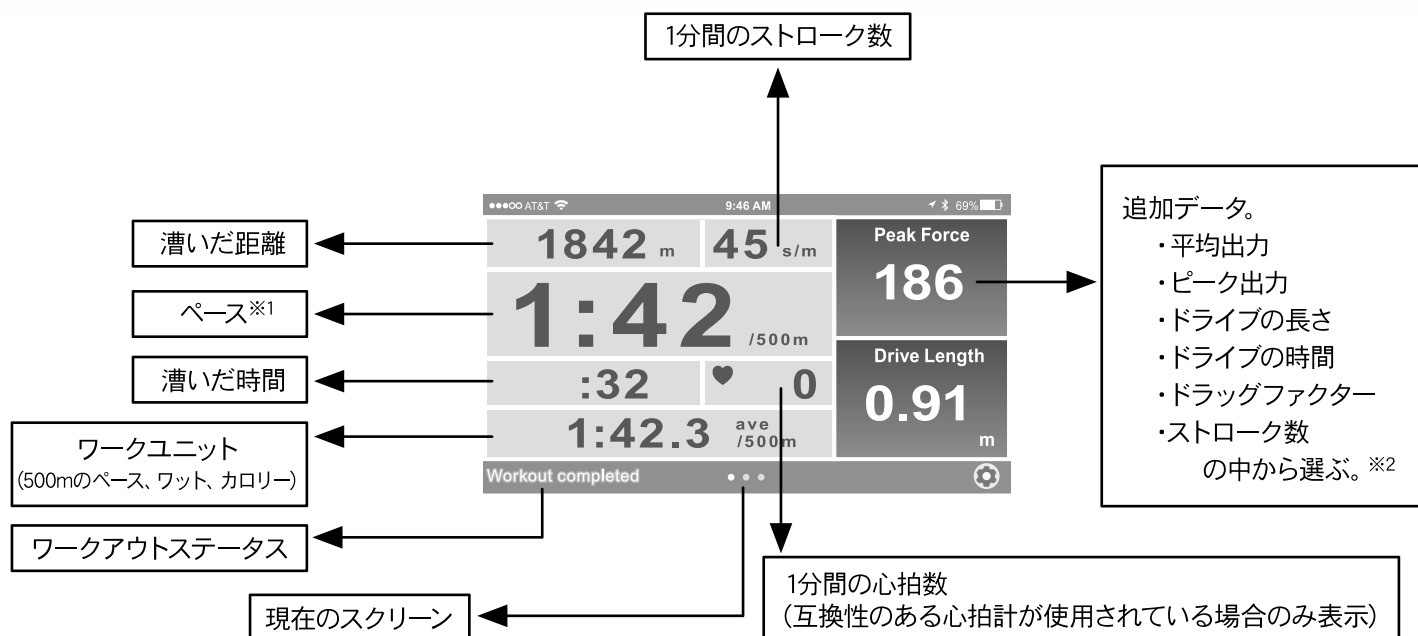 1分間のストローク数
漕いだ距離
ペース※1
漕いだ時間
ワークユニット
(500mのペース、ワット、カロリー)
ワークアウトステータス
現在のスクリーン
●●●○○ AT&T
9:46 AM
69%
1842 m
45 s/m
1:42 /500m
:32
0
1:42.3 ave /500m
Workout completed
Peak Force
186
Drive Length
0.91
m
追加データ。
・平均出力
・ピーク出力
・ドライブの長さ
・ドライブの時間
・ドラッグファクター
・ストローク数
の中から選ぶ。※2
1分間の心拍数
(互換性のある心拍計が使用されている場合のみ表示)